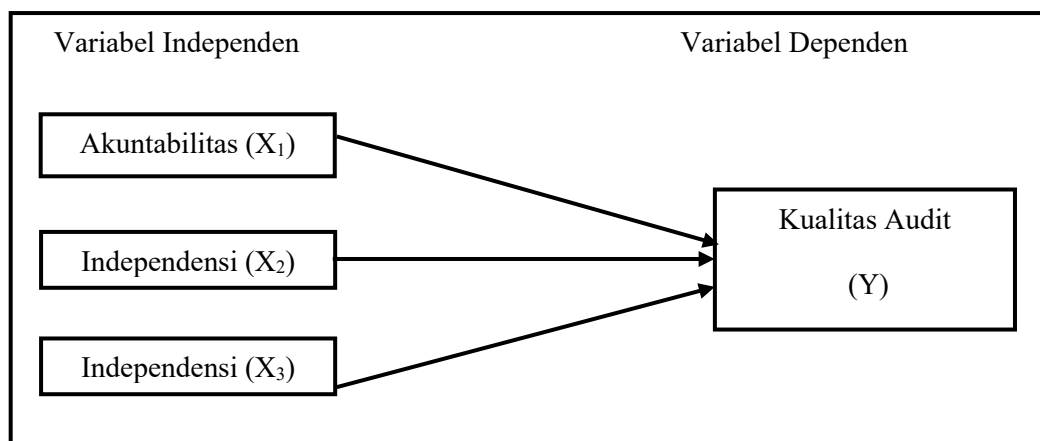 Variabel Independen
Variabel Dependen
Akuntabilitas (X₁)
Independensi (X₂)
Independensi (X₃)
Kualitas Audit
(Y)